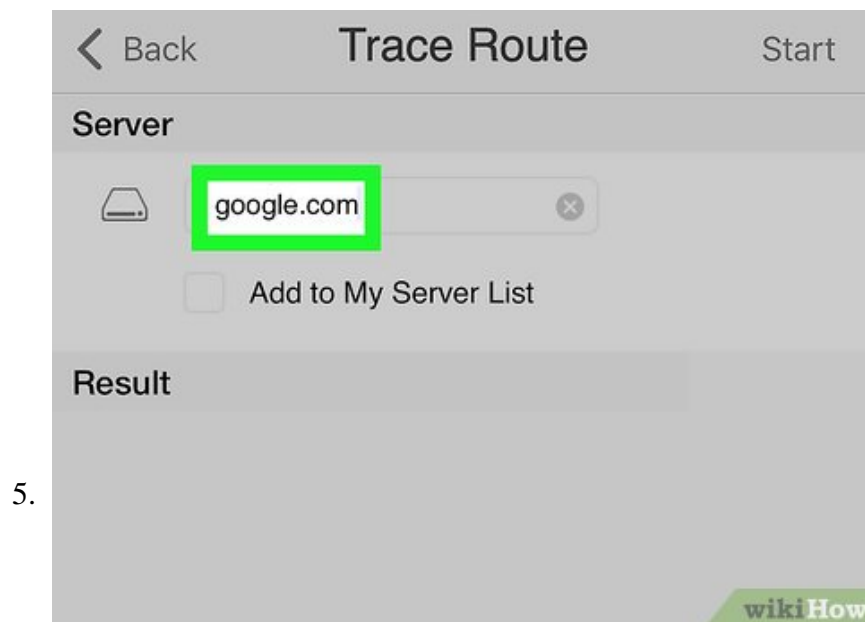 Back Trace Route Start
Server
google.com
Add to My Server List
Result
5.
wikiHow